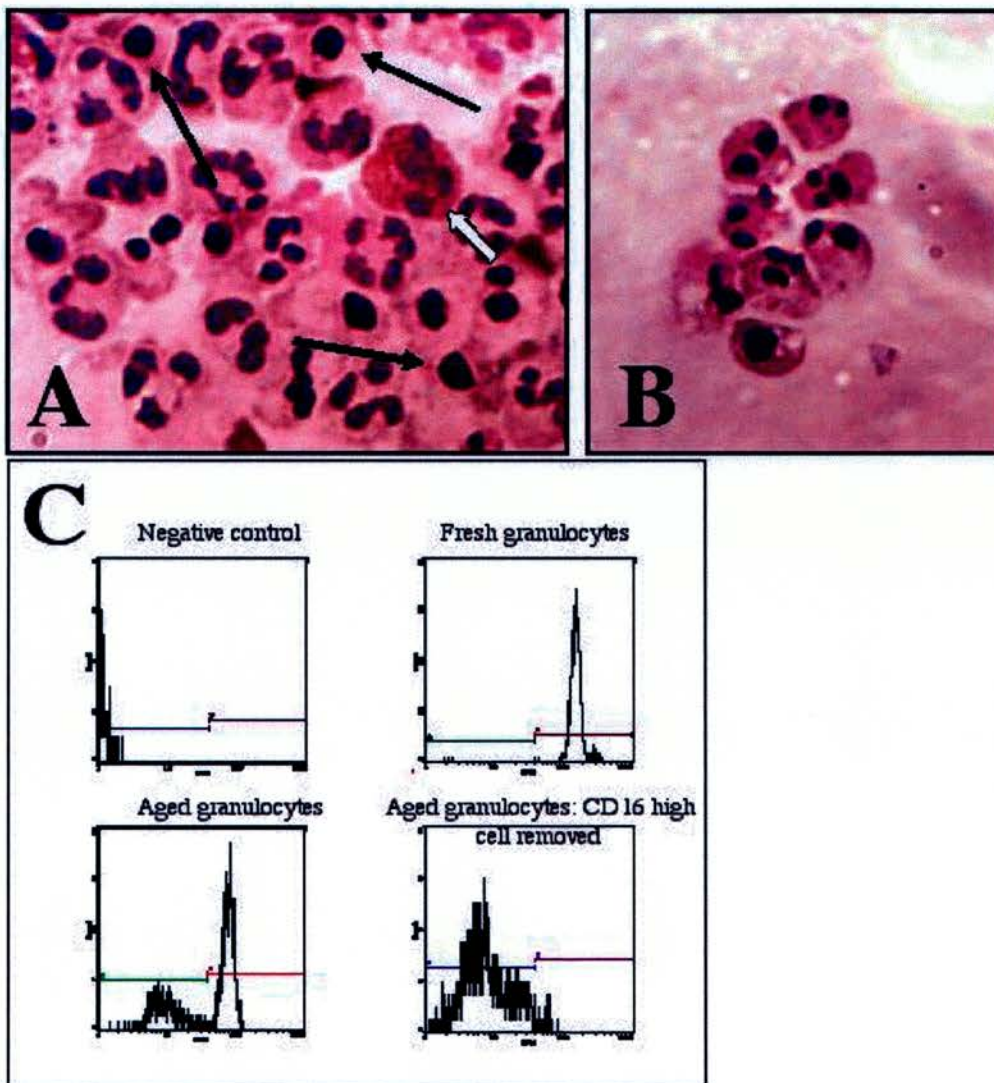 A
B
C
Negative control
Fresh granulocytes
Aged granulocytes
Aged granulocytes: CD 16 high
cell removed